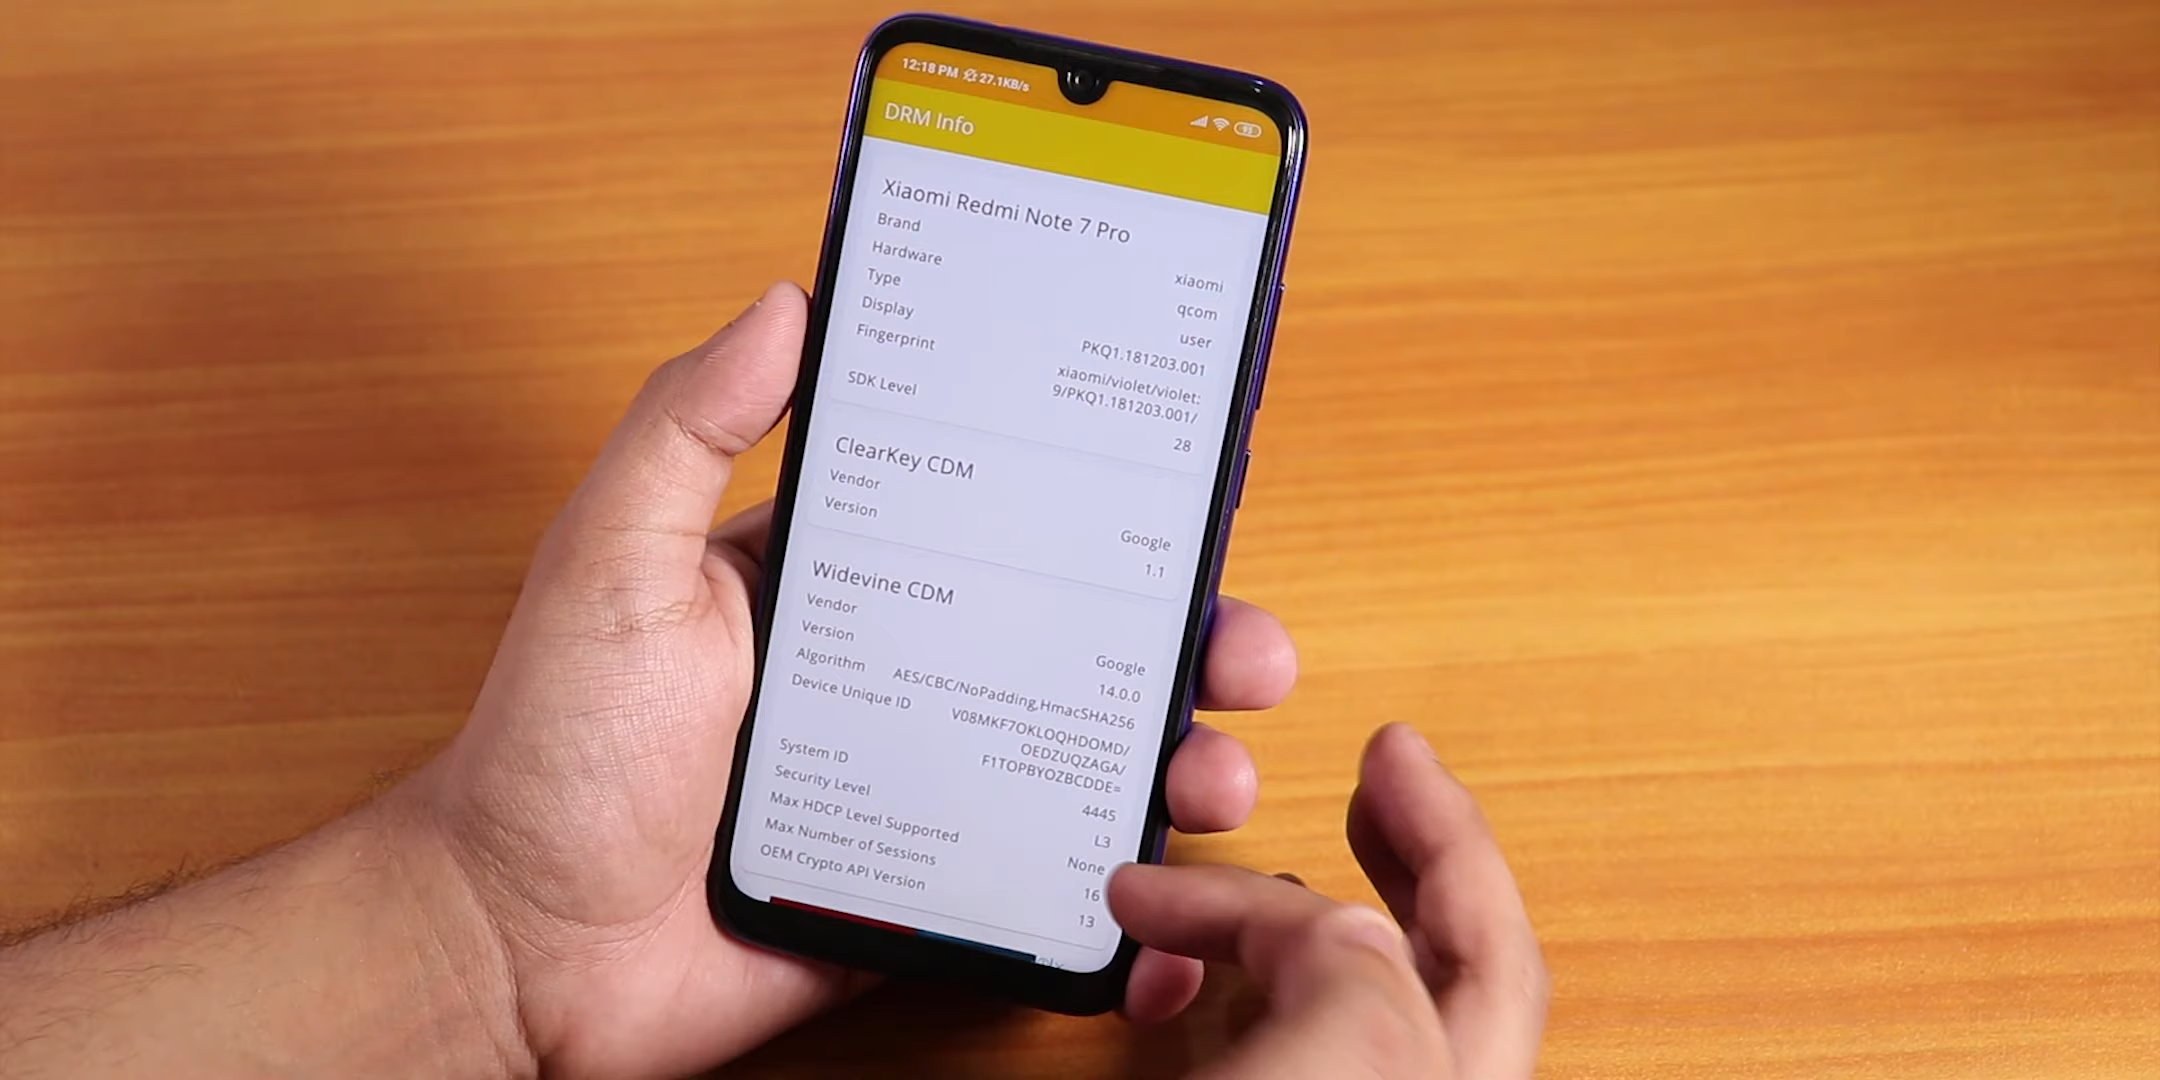 12:18 PM 27.1KB/s
93
DRM Info
Xiaomi Redmi Note 7 Pro
Brand xiaomi
Hardware qcom
Type user
Display PKQ1.181203.001
Fingerprint xiaomi/violet/violet:
9/PKQ1.181203.001/
SDK Level 28
ClearKey CDM
Vendor Google
Version 1.1
Widevine CDM
Vendor Google
Version 14.0.0
Algorithm AES/CBC/NoPadding,HmacSHA256
Device Unique ID V08MKF7OKLOQHDOMD/
OEDZUQZAGA/
F1TOPBYOZBCDDE=
System ID 4445
Security Level L3
Max HDCP Level Supported None
Max Number of Sessions 16
OEM Crypto API Version 13